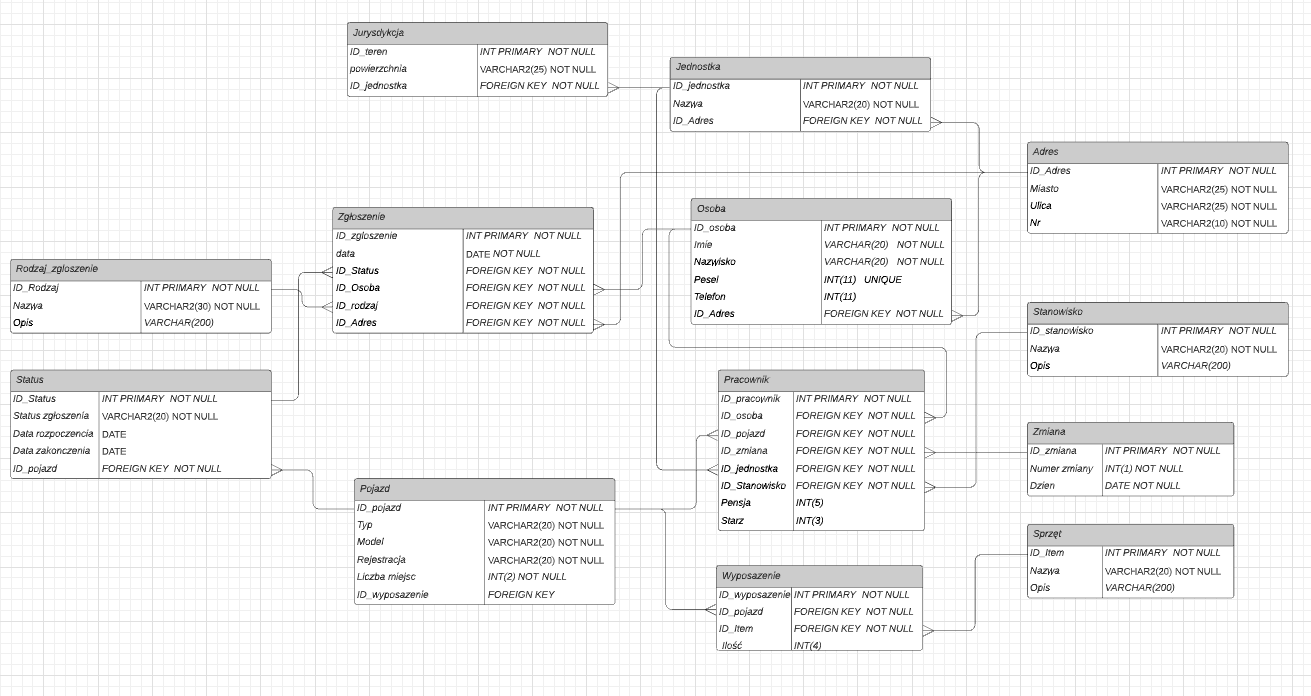 Jurysdykcja
ID_teren INT PRIMARY NOT NULL
powierzchnia VARCHAR2(25) NOT NULL
ID_jednostka FOREIGN KEY NOT NULL
Jednostka
ID_jednostka INT PRIMARY NOT NULL
Nazwa VARCHAR2(20) NOT NULL
ID_Adres FOREIGN KEY NOT NULL
Adres
ID_Adres INT PRIMARY NOT NULL
Miasto VARCHAR2(25) NOT NULL
Ulica VARCHAR2(25) NOT NULL
Nr VARCHAR2(10) NOT NULL
Zgłoszenie
ID_zgloszenie INT PRIMARY NOT NULL
data DATE NOT NULL
ID_Status FOREIGN KEY NOT NULL
ID_Osoba FOREIGN KEY NOT NULL
ID_rodzaj FOREIGN KEY NOT NULL
ID_Adres FOREIGN KEY NOT NULL
Osoba
ID_osoba INT PRIMARY NOT NULL
Imie VARCHAR(20) NOT NULL
Nazwisko VARCHAR(20) NOT NULL
Pesel INT(11) UNIQUE
Telefon INT(11)
ID_Adres FOREIGN KEY NOT NULL
Rodzaj_zgloszenie
ID_Rodzaj INT PRIMARY NOT NULL
Nazwa VARCHAR2(30) NOT NULL
Opis VARCHAR(200)
Stanowisko
ID_stanowisko INT PRIMARY NOT NULL
Nazwa VARCHAR2(20) NOT NULL
Opis VARCHAR(200)
Status
ID_Status INT PRIMARY NOT NULL
Status zgłoszenia VARCHAR2(20) NOT NULL
Data rozpoczencia DATE
Data zakonczenia DATE
ID_pojazd FOREIGN KEY NOT NULL
Pracownik
ID_pracownik INT PRIMARY NOT NULL
ID_osoba FOREIGN KEY NOT NULL
ID_pojazd FOREIGN KEY NOT NULL
ID_zmiana FOREIGN KEY NOT NULL
ID_jednostka FOREIGN KEY NOT NULL
ID_Stanowisko FOREIGN KEY NOT NULL
Pensja INT(5)
Starz INT(3)
Zmiana
ID_zmiana INT PRIMARY NOT NULL
Numer zmiany INT(1) NOT NULL
Dzien DATE NOT NULL
Pojazd
ID_pojazd INT PRIMARY NOT NULL
Typ VARCHAR2(20) NOT NULL
Model VARCHAR2(20) NOT NULL
Rejestracja VARCHAR2(20) NOT NULL
Liczba miejsc INT(2) NOT NULL
ID_wyposazenie FOREIGN KEY
Sprzęt
ID_Item INT PRIMARY NOT NULL
Nazwa VARCHAR2(20) NOT NULL
Opis VARCHAR(200)
Wyposazenie
ID_wyposazenie INT PRIMARY NOT NULL
ID_pojazd FOREIGN KEY NOT NULL
ID_Item FOREIGN KEY NOT NULL
Ilość INT(4)